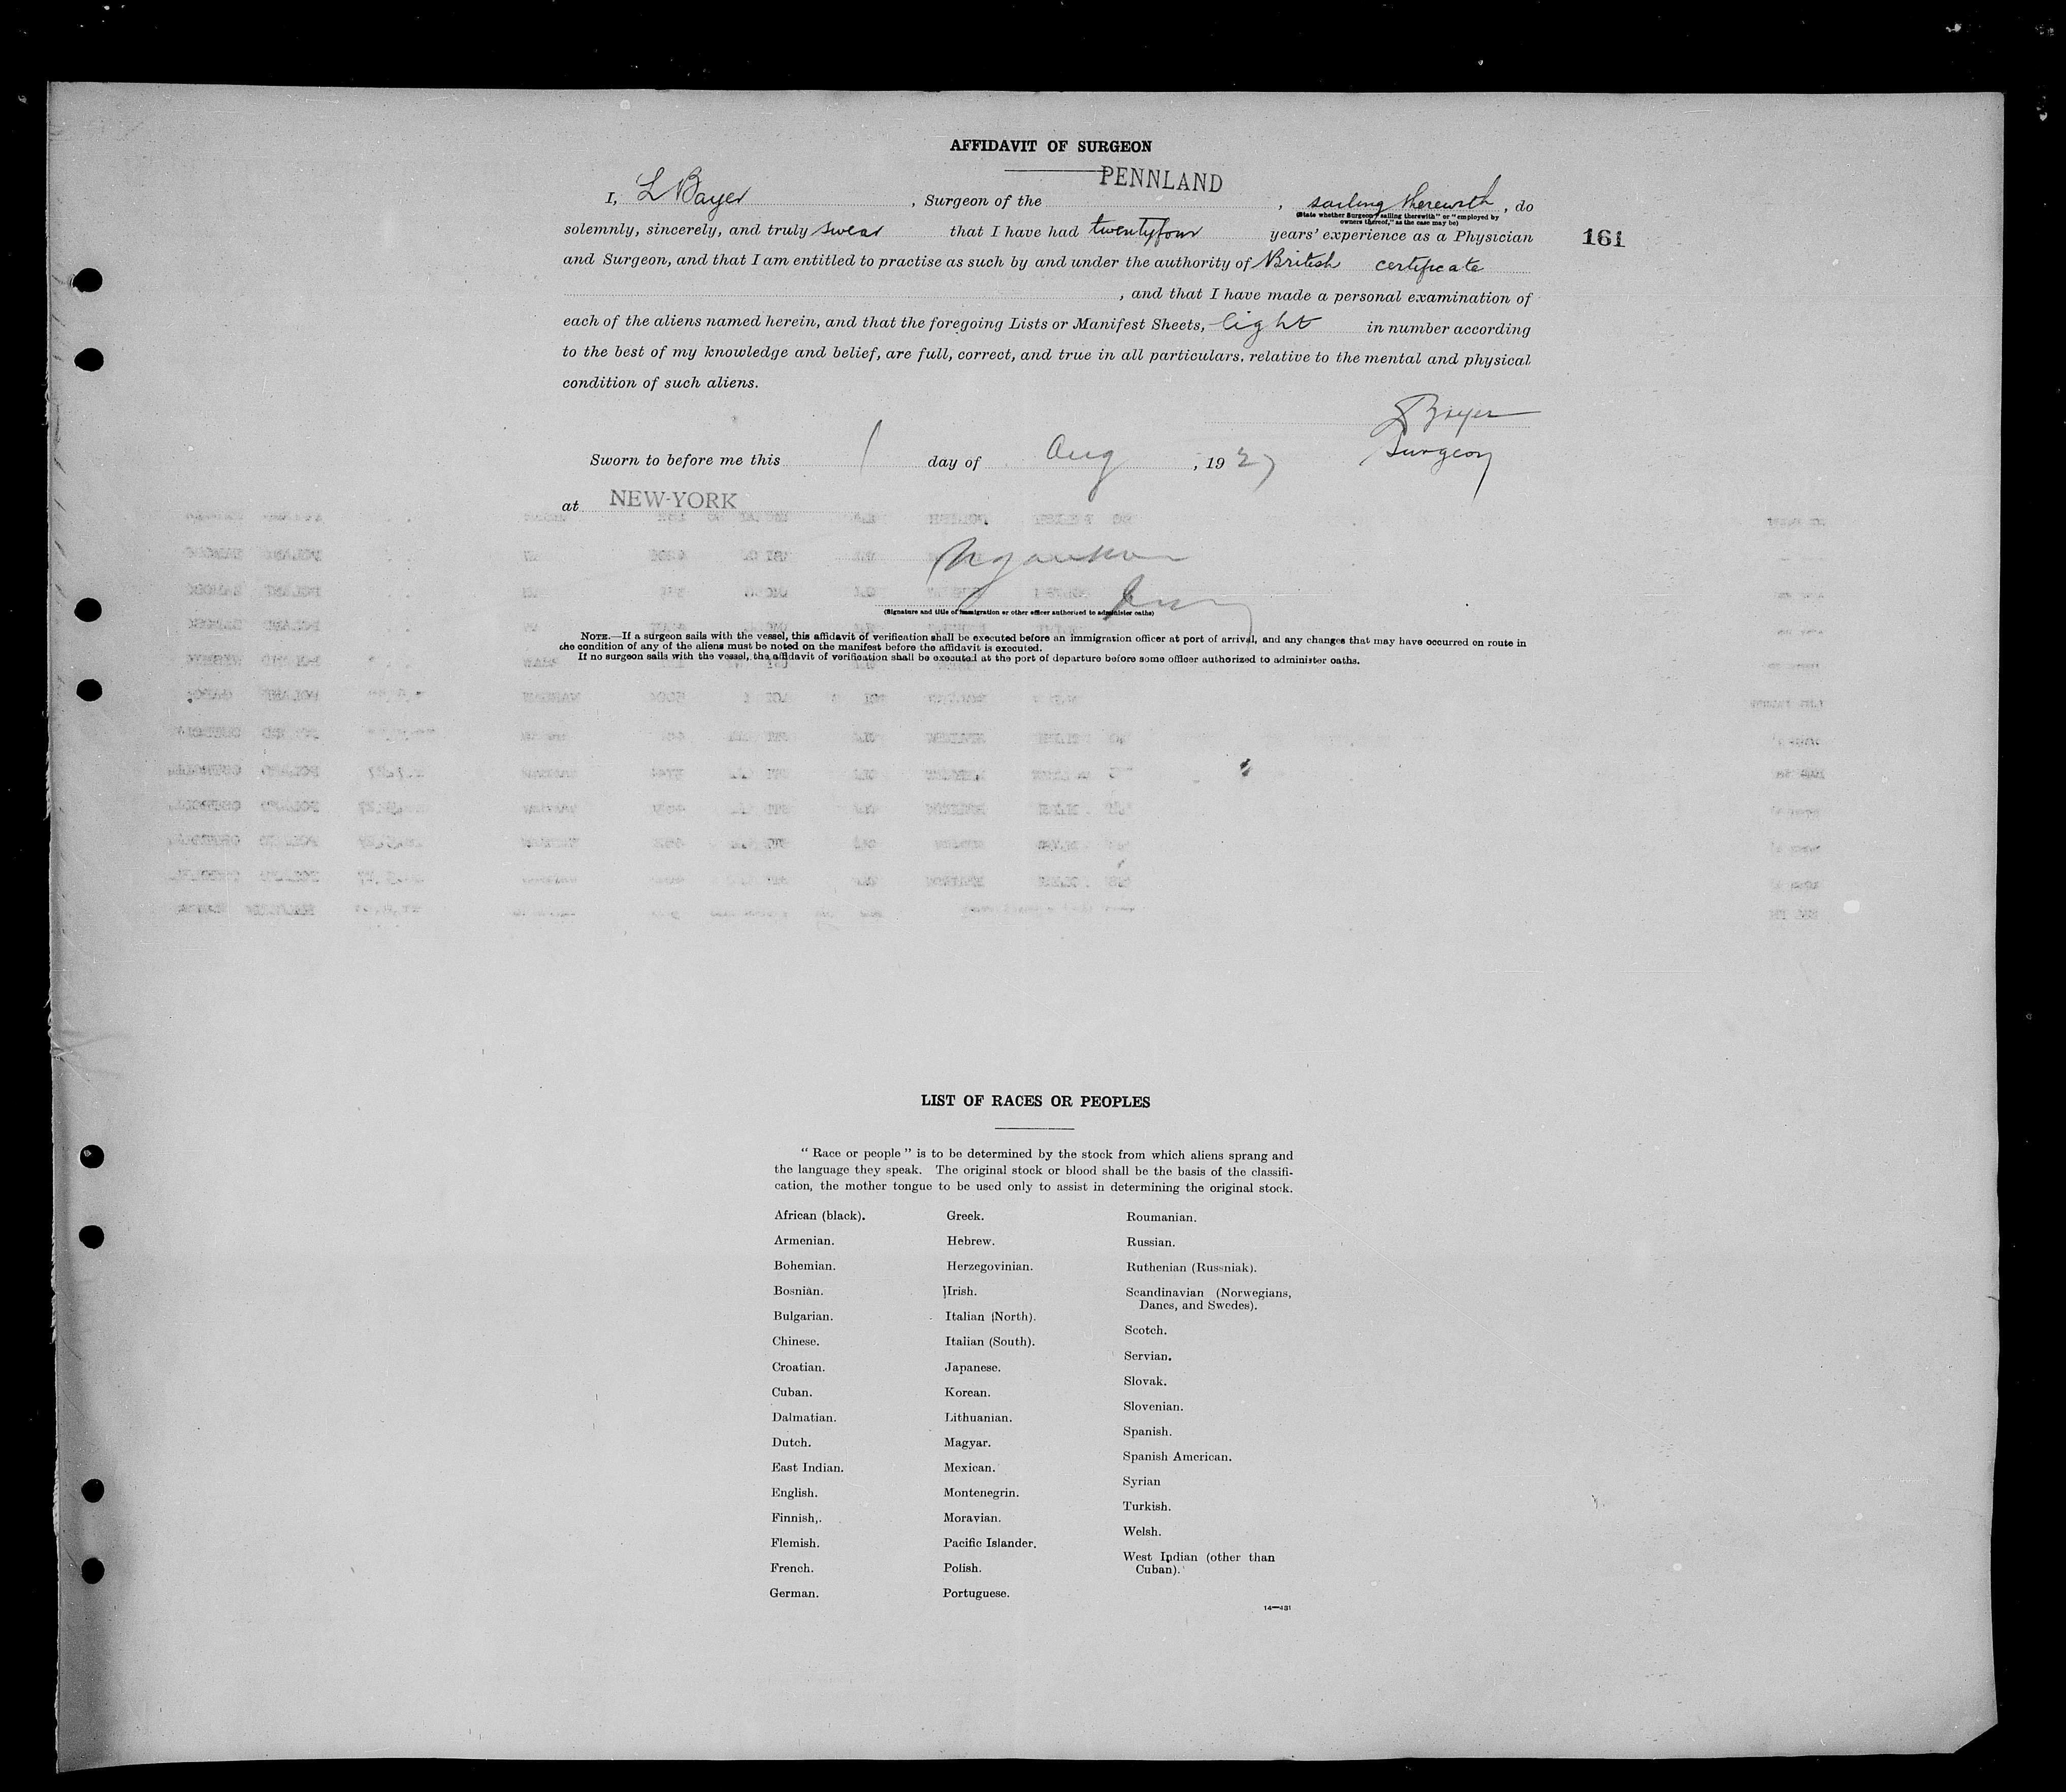 AFFIDAVIT OF SURGEON
I, L Bayer, Surgeon of the PENNLAND, sailing therewith, do
(State whether Surgeon "sailing therewith" or "employed by
owners thereof," as the case may be)
solemnly, sincerely, and truly swear that I have had twentyfour years' experience as a Physician
161
and Surgeon, and that I am entitled to practise as such by and under the authority of British certificate
, and that I have made a personal examination of
each of the aliens named herein, and that the foregoing Lists or Manifest Sheets, Eight in number according
to the best of my knowledge and belief, are full, correct, and true in all particulars, relative to the mental and physical
condition of such aliens.
L Bayer
Surgeon
Sworn to before me this 1 day of Aug, 1927
at NEW-YORK
(Signature and title of immigration or other officer authorized to administer oaths)
NOTE.—If a surgeon sails with the vessel, this affidavit of verification shall be executed before an immigration officer at port of arrival, and any changes that may have occurred on route in
the condition of any of the aliens must be noted on the manifest before the affidavit is executed.
If no surgeon sails with the vessel, the affidavit of verification shall be executed at the port of departure before some officer authorized to administer oaths.
LIST OF RACES OR PEOPLES
"Race or people" is to be determined by the stock from which aliens sprang and
the language they speak. The original stock or blood shall be the basis of the classifi-
cation, the mother tongue to be used only to assist in determining the original stock.
African (black).
Armenian.
Bohemian.
Bosnian.
Bulgarian.
Chinese.
Croatian.
Cuban.
Dalmatian.
Dutch.
East Indian.
English.
Finnish,.
Flemish.
French.
German.
Greek.
Hebrew.
Herzegovinian.
Irish.
Italian (North).
Italian (South).
Japanese.
Korean.
Lithuanian.
Magyar.
Mexican.
Montenegrin.
Moravian.
Pacific Islander.
Polish.
Portuguese.
Roumanian.
Russian.
Ruthenian (Russniak).
Scandinavian (Norwegians,
Danes, and Swedes).
Scotch.
Servian.
Slovak.
Slovenian.
Spanish.
Spanish American.
Syrian
Turkish.
Welsh.
West Indian (other than
Cuban).
14—431